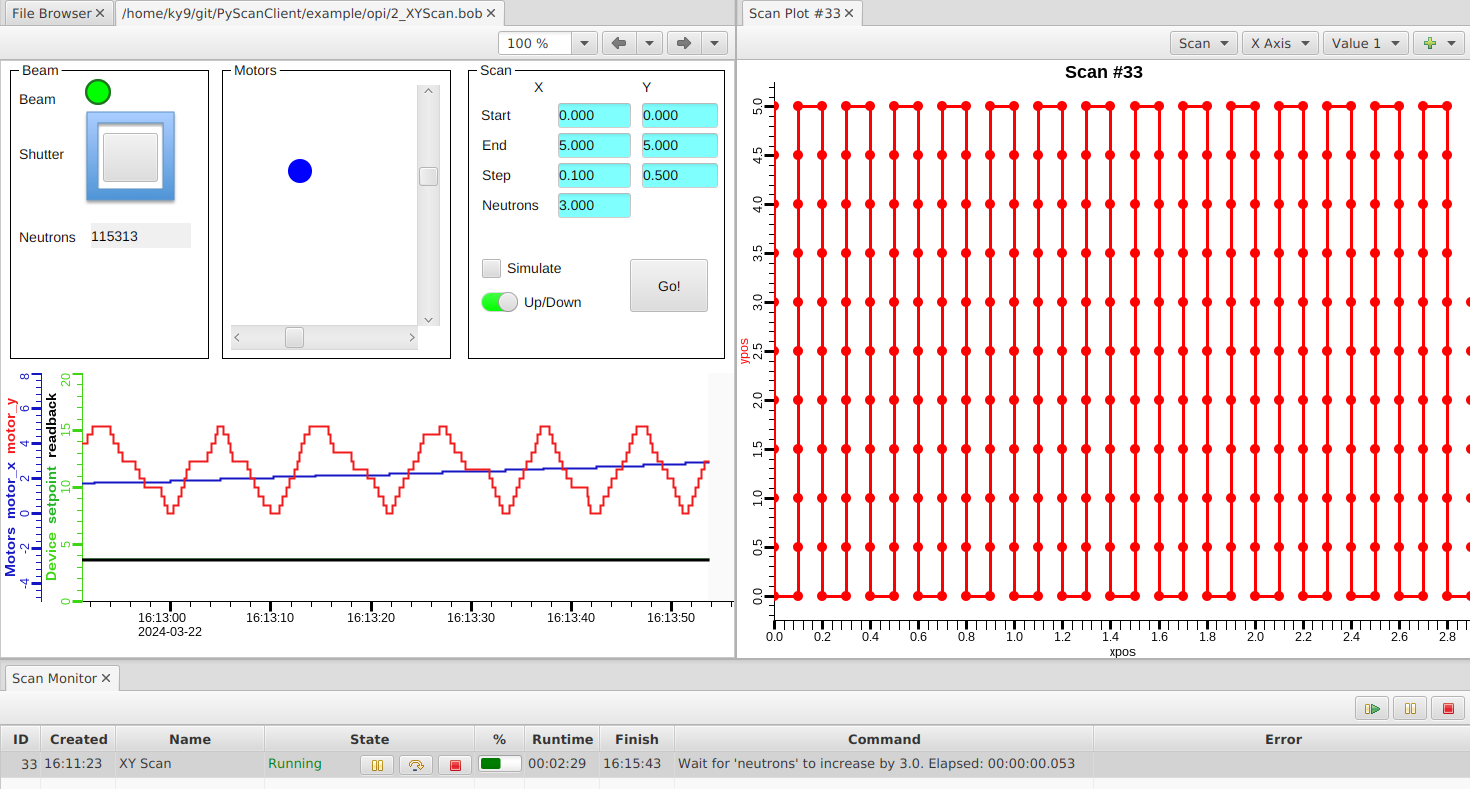 File Browser ✕ /home/ky9/git/PyScanClient/example/opi/2_XYScan.bob ✕
100 %
Beam
Beam
Shutter
Neutrons 115313
Motors
Scan
X Y
Start 0.000 0.000
End 5.000 5.000
Step 0.100 0.500
Neutrons 3.000
Simulate
Up/Down
Go!
Motors motor_x motor_y
8
6
4
2
0
-2
-4
Device setpoint readback
20
15
10
5
0
16:13:00 16:13:10 16:13:20 16:13:30 16:13:40 16:13:50
2024-03-22
Scan Plot #33 ✕
Scan X Axis Value 1
Scan #33
ypos
5.0
4.5
4.0
3.5
3.0
2.5
2.0
1.5
1.0
0.5
0.0
0.0 0.2 0.4 0.6 0.8 1.0 1.2 1.4 1.6 1.8 2.0 2.2 2.4 2.6 2.8
xpos
Scan Monitor ✕
ID Created Name State % Runtime Finish Command Error
33 16:11:23 XY Scan Running 00:02:29 16:15:43 Wait for 'neutrons' to increase by 3.0. Elapsed: 00:00:00.053